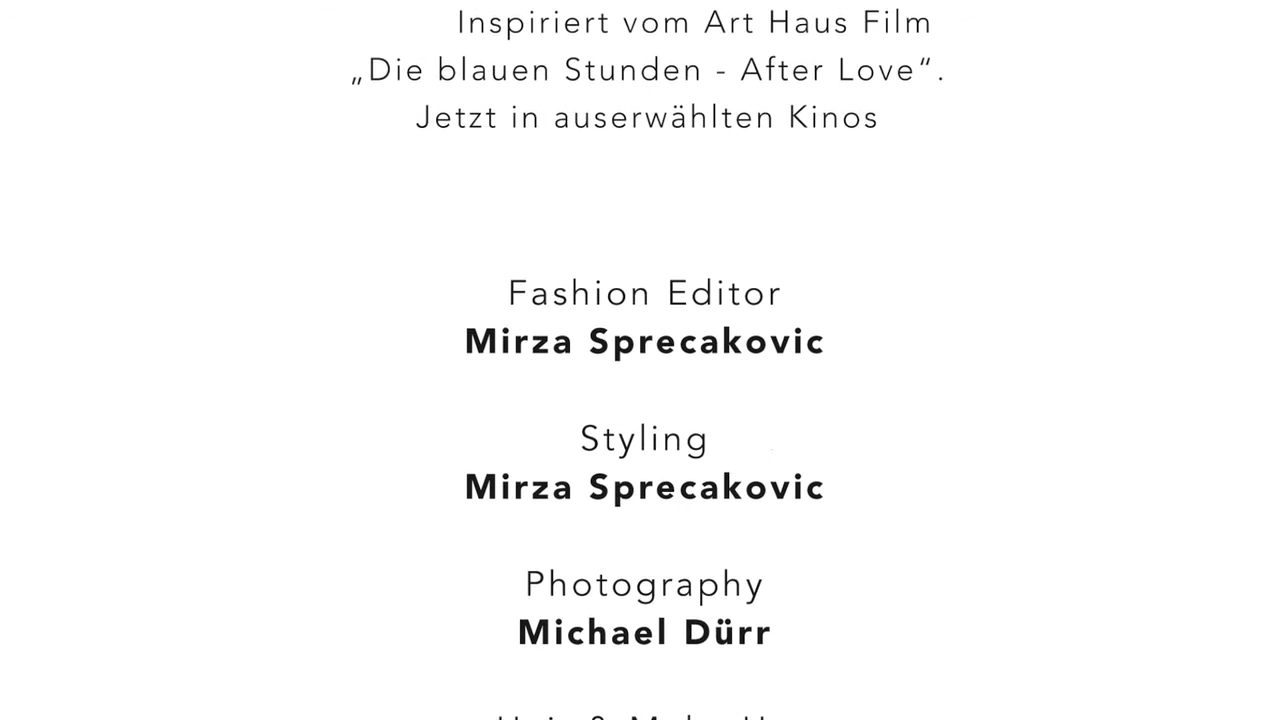 Inspiriert vom Art Haus Film
„Die blauen Stunden - After Love“.
Jetzt in auserwählten Kinos
Fashion Editor
Mirza Sprecakovic
Styling
Mirza Sprecakovic
Photography
Michael Dürr